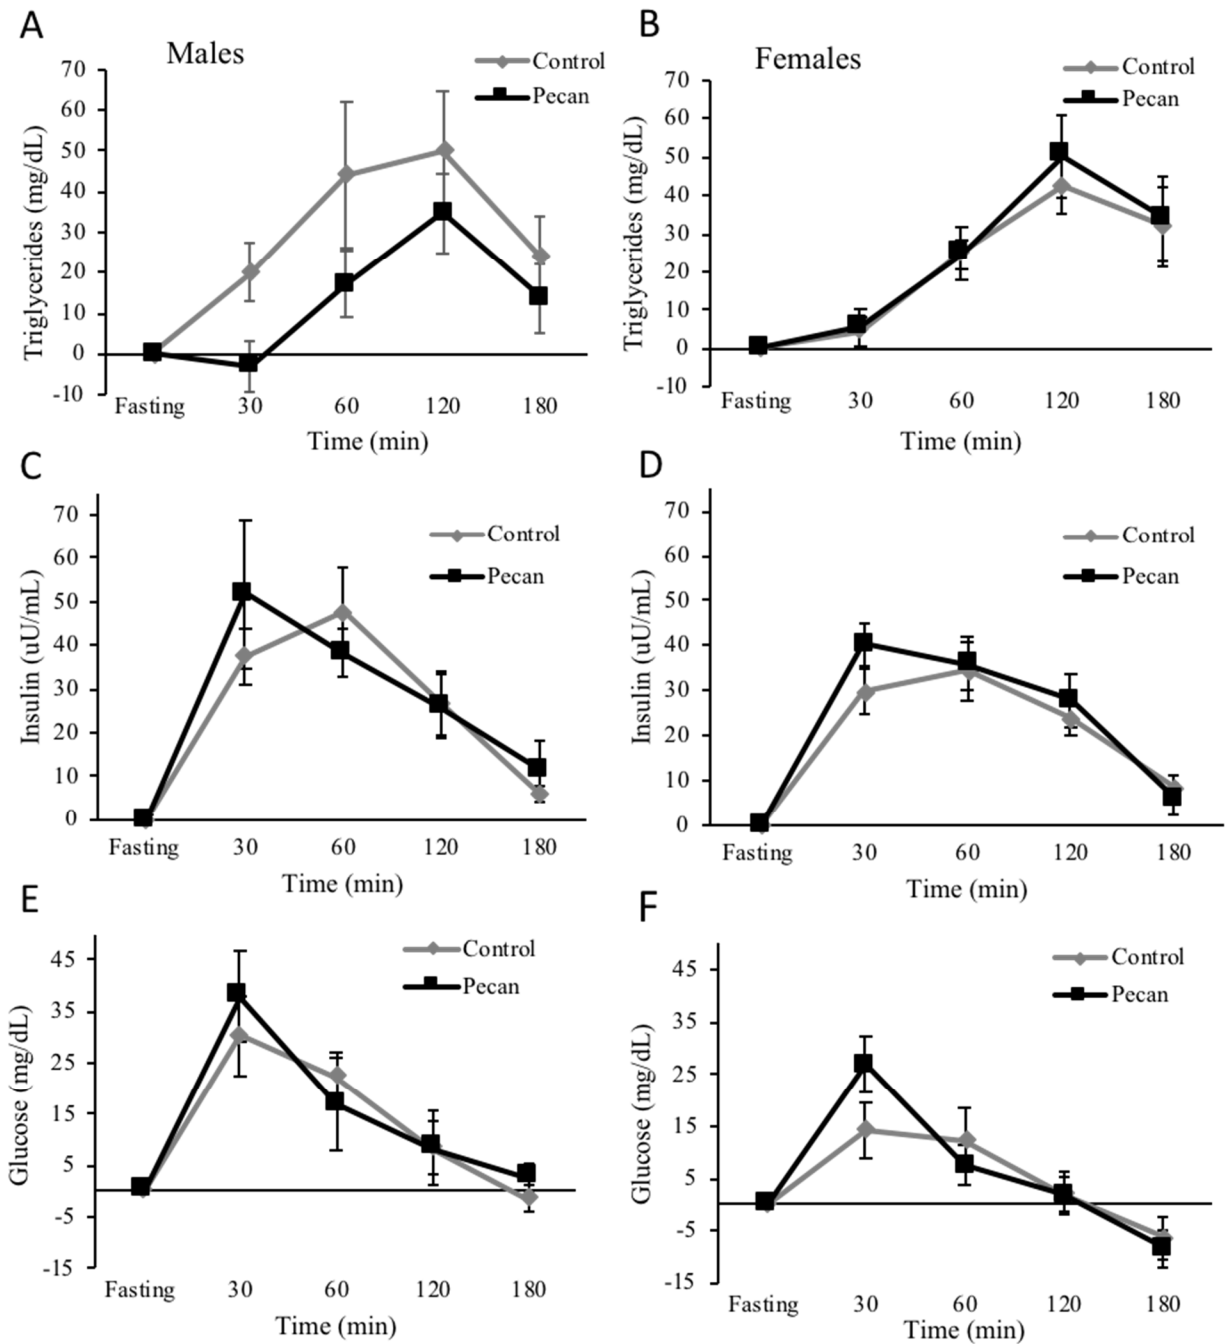 A
Males
Control
Pecan
Triglycerides (mg/dL)
70
60
50
40
30
20
10
0
-10
Fasting 30 60 120 180
Time (min)
B
Females
Control
Pecan
Triglycerides (mg/dL)
70
60
50
40
30
20
10
0
-10
Fasting 30 60 120 180
Time (min)
C
Control
Pecan
Insulin (uU/mL)
70
60
50
40
30
20
10
0
Fasting 30 60 120 180
Time (min)
D
Control
Pecan
Insulin (uU/mL)
70
60
50
40
30
20
10
0
Fasting 30 60 120 180
Time (min)
E
Control
Pecan
Glucose (mg/dL)
45
35
25
15
5
-5
-15
Fasting 30 60 120 180
Time (min)
F
Control
Pecan
Glucose (mg/dL)
45
35
25
15
5
-5
-15
Fasting 30 60 120 180
Time (min)